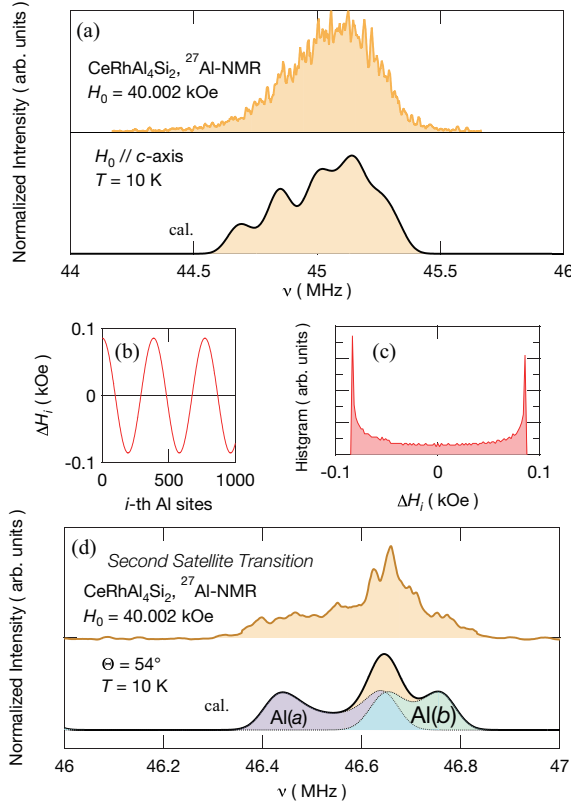 (a)
CeRhAl4Si2, 27Al-NMR
H0 = 40.002 kOe
H0 // c-axis
T = 10 K
cal.
Normalized Intrensity ( arb. units )
44
44.5
45
45.5
46
ν ( MHz )
(b)
0.1
0
-0.1
ΔHi ( kOe )
0
500
1000
i-th Al sites
(c)
Histgram ( arb. units )
-0.1
0
0.1
ΔHi ( kOe )
(d)
Second Satellite Transition
CeRhAl4Si2, 27Al-NMR
H0 = 40.002 kOe
Θ = 54°
T = 10 K
cal.
Al(a)
Al(b)
Normalized Intensity ( arb. units )
46
46.2
46.4
46.6
46.8
47
ν ( MHz )